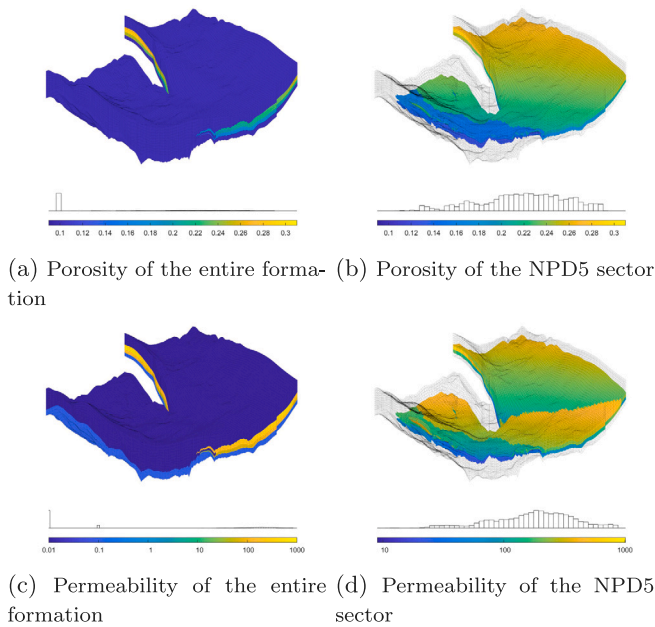 0.1 0.12 0.14 0.16 0.18 0.2 0.22 0.24 0.26 0.28 0.3
0.1 0.12 0.14 0.16 0.18 0.2 0.22 0.24 0.26 0.28 0.3
(a) Porosity of the entire forma-
tion
(b) Porosity of the NPD5 sector
0.01 0.1 1 10 100 1000
10 100 1000
(c) Permeability of the entire
formation
(d) Permeability of the NPD5
sector